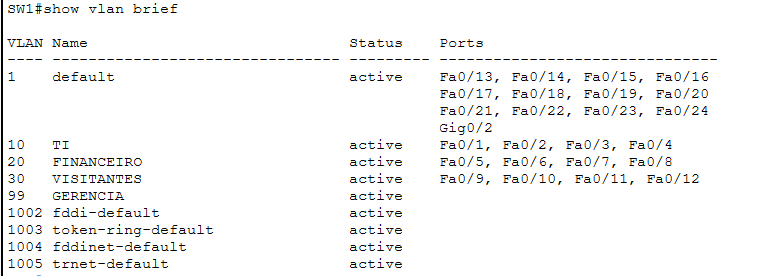 SW1#show vlan brief
VLAN Name                             Status    Ports
---- -------------------------------- --------- -------------------------------
1    default                          active    Fa0/13, Fa0/14, Fa0/15, Fa0/16
                                                Fa0/17, Fa0/18, Fa0/19, Fa0/20
                                                Fa0/21, Fa0/22, Fa0/23, Fa0/24
                                                Gig0/2
10   TI                               active    Fa0/1, Fa0/2, Fa0/3, Fa0/4
20   FINANCEIRO                       active    Fa0/5, Fa0/6, Fa0/7, Fa0/8
30   VISITANTES                       active    Fa0/9, Fa0/10, Fa0/11, Fa0/12
99   GERENCIA                         active
1002 fddi-default                     active
1003 token-ring-default               active
1004 fddinet-default                  active
1005 trnet-default                    active